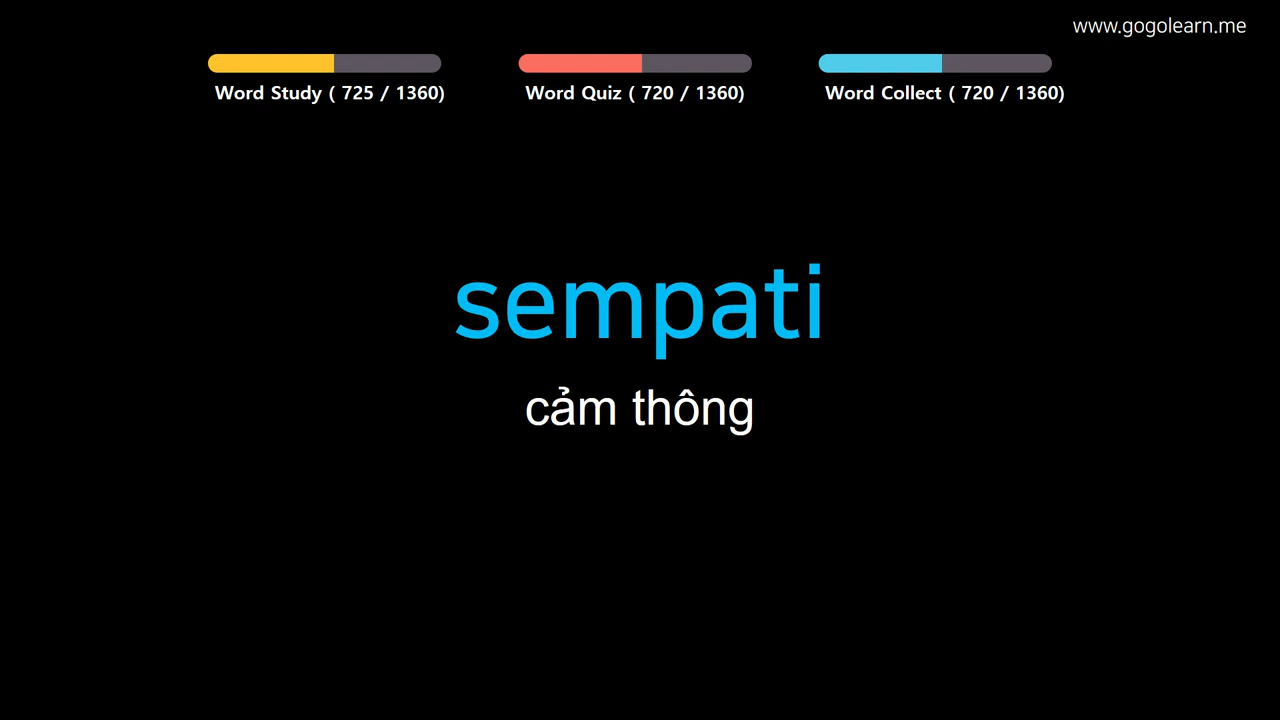 www.gogolearn.me
Word Study ( 725 / 1360)
Word Quiz ( 720 / 1360)
Word Collect ( 720 / 1360)
sempati
cảm thông